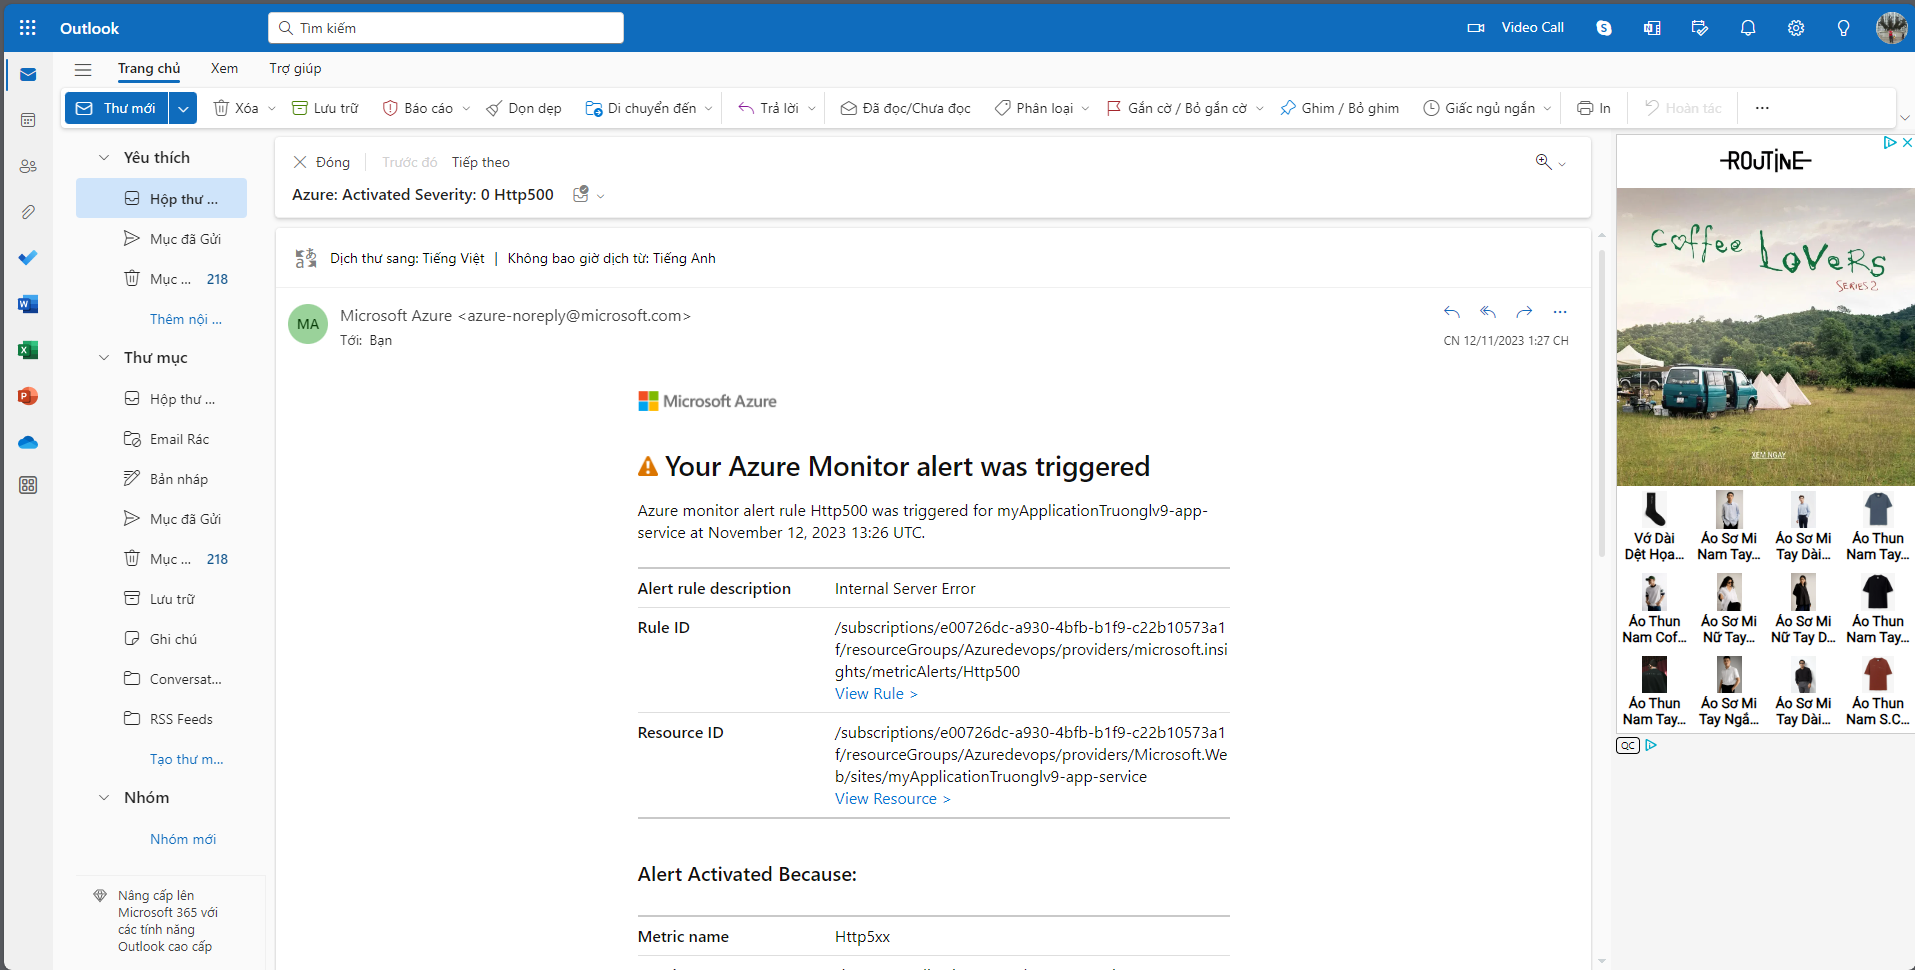 Outlook
Tìm kiếm
Video Call
Trang chủ
Xem
Trợ giúp
Thư mới
Xóa
Lưu trữ
Báo cáo
Dọn dẹp
Di chuyển đến
Trả lời
Đã đọc/Chưa đọc
Phân loại
Gắn cờ / Bỏ gắn cờ
Ghim / Bỏ ghim
Giấc ngủ ngắn
In
Hoàn tác
Yêu thích
Hộp thư ...
Mục đã Gửi
Mục ... 218
Thêm nội ...
Thư mục
Hộp thư ...
Email Rác
Bản nháp
Mục đã Gửi
Mục ... 218
Lưu trữ
Ghi chú
Conversat...
RSS Feeds
Tạo thư m...
Nhóm
Nhóm mới
Nâng cấp lên
Microsoft 365 với
các tính năng
Outlook cao cấp
Đóng
Trước đó
Tiếp theo
Azure: Activated Severity: 0 Http500
Dịch thư sang: Tiếng Việt | Không bao giờ dịch từ: Tiếng Anh
MA
Microsoft Azure <azure-noreply@microsoft.com>
Tới: Bạn
CN 12/11/2023 1:27 CH
Microsoft Azure
Your Azure Monitor alert was triggered
Azure monitor alert rule Http500 was triggered for myApplicationTruonglv9-app-
service at November 12, 2023 13:26 UTC.
Alert rule description Internal Server Error
Rule ID /subscriptions/e00726dc-a930-4bfb-b1f9-c22b10573a1
f/resourceGroups/Azuredevops/providers/microsoft.insi
ghts/metricAlerts/Http500
View Rule >
Resource ID /subscriptions/e00726dc-a930-4bfb-b1f9-c22b10573a1
f/resourceGroups/Azuredevops/providers/Microsoft.We
b/sites/myApplicationTruonglv9-app-service
View Resource >
Alert Activated Because:
Metric name Http5xx
ROUTINE
Coffee LOVERS
SERIES 2
XEM NGAY
Vớ Dài
Dệt Họa...
Áo Sơ Mi
Nam Tay...
Áo Sơ Mi
Tay Dài...
Áo Thun
Nam Tay...
Áo Thun
Nam Cof...
Áo Sơ Mi
Nữ Tay...
Áo Sơ Mi
Nữ Tay D...
Áo Thun
Nam Tay...
Áo Thun
Nam Tay...
Áo Sơ Mi
Tay Ngắ...
Áo Sơ Mi
Tay Dài...
Áo Thun
Nam S.C...
QC